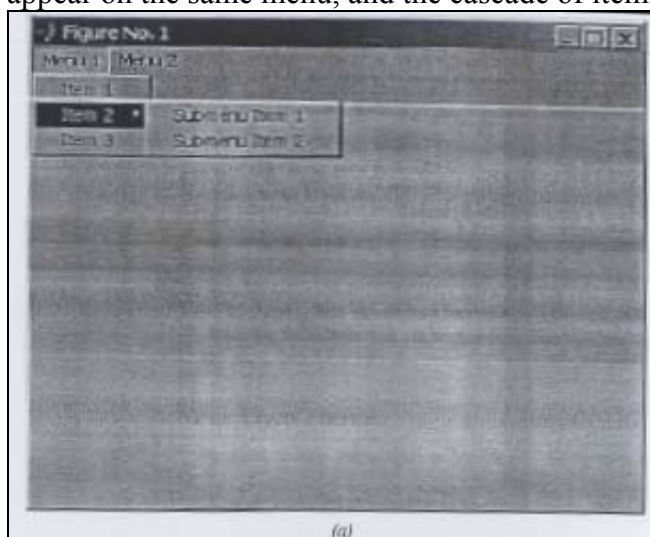 appear on the same menu, and the cascade of item
Figure No. 1
Menu 1 Menu 2
Item 1
Item 2 Submenu Item 1
Item 3 Submenu Item 2
(a)